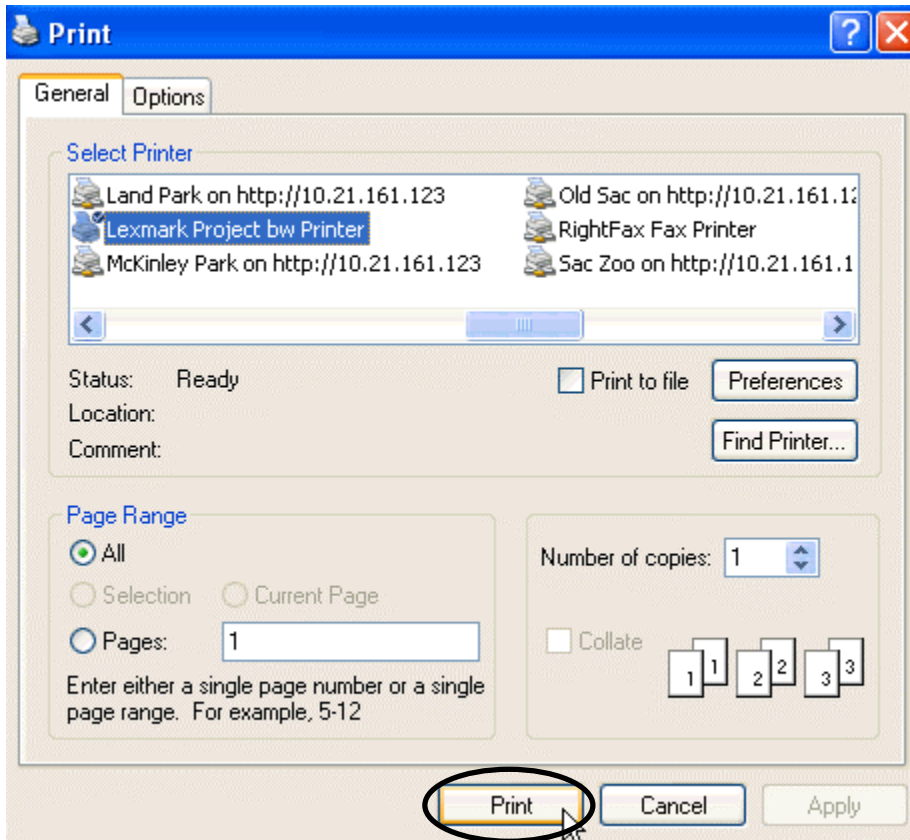 Print
General Options
Select Printer
Land Park on http://10.21.161.123
Lexmark Project bw Printer
McKinley Park on http://10.21.161.123
Old Sac on http://10.21.161.12
RightFax Fax Printer
Sac Zoo on http://10.21.161.1
Status: Ready
Print to file
Preferences
Location:
Comment:
Find Printer...
Page Range
All
Selection Current Page
Pages: 1
Enter either a single page number or a single
page range. For example, 5-12
Number of copies: 1
Collate
1 1 2 2 3 3
Print Cancel Apply